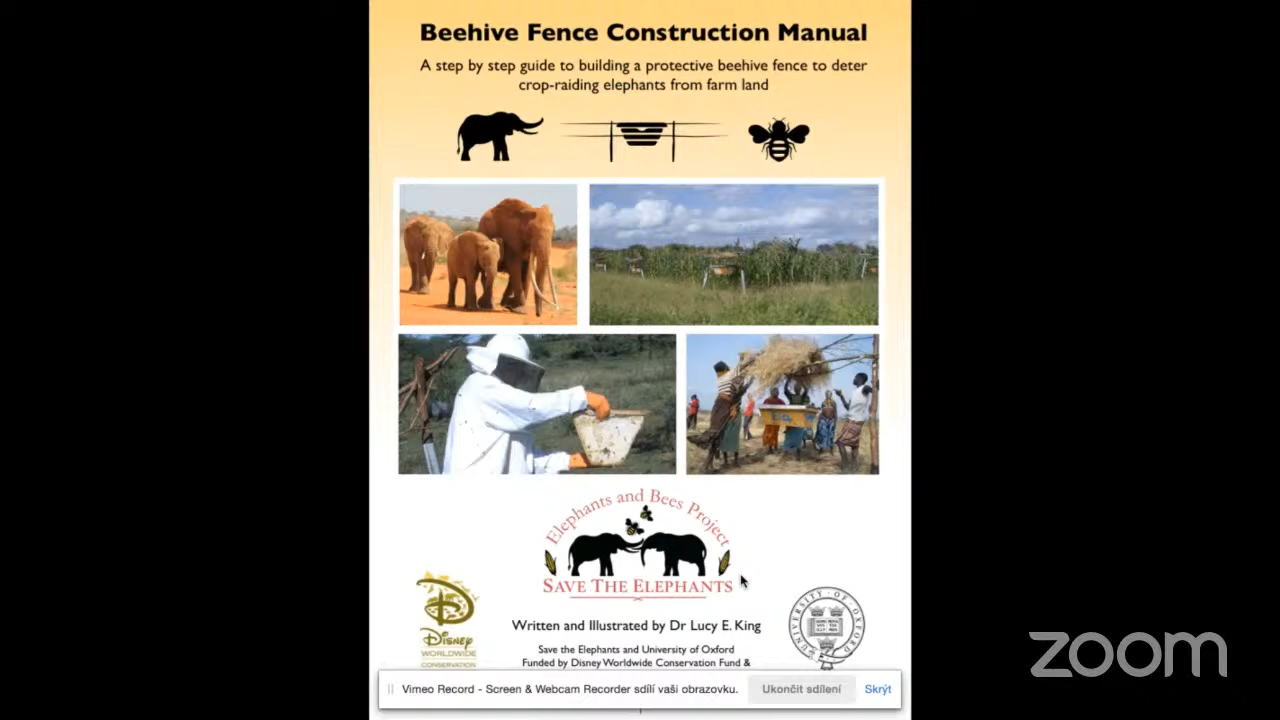 Beehive Fence Construction Manual
A step by step guide to building a protective beehive fence to deter
crop-raiding elephants from farm land
Elephants and Bees Project
SAVE THE ELEPHANTS
Disney
WORLDWIDE
CONSERVATION
UNIVERSITY OF OXFORD
Written and Illustrated by Dr Lucy E. King
Save the Elephants and University of Oxford
Funded by Disney Worldwide Conservation Fund &
Vimeo Record - Screen & Webcam Recorder sdílí vaši obrazovku.
Ukončit sdílení
Skrýt
zoom